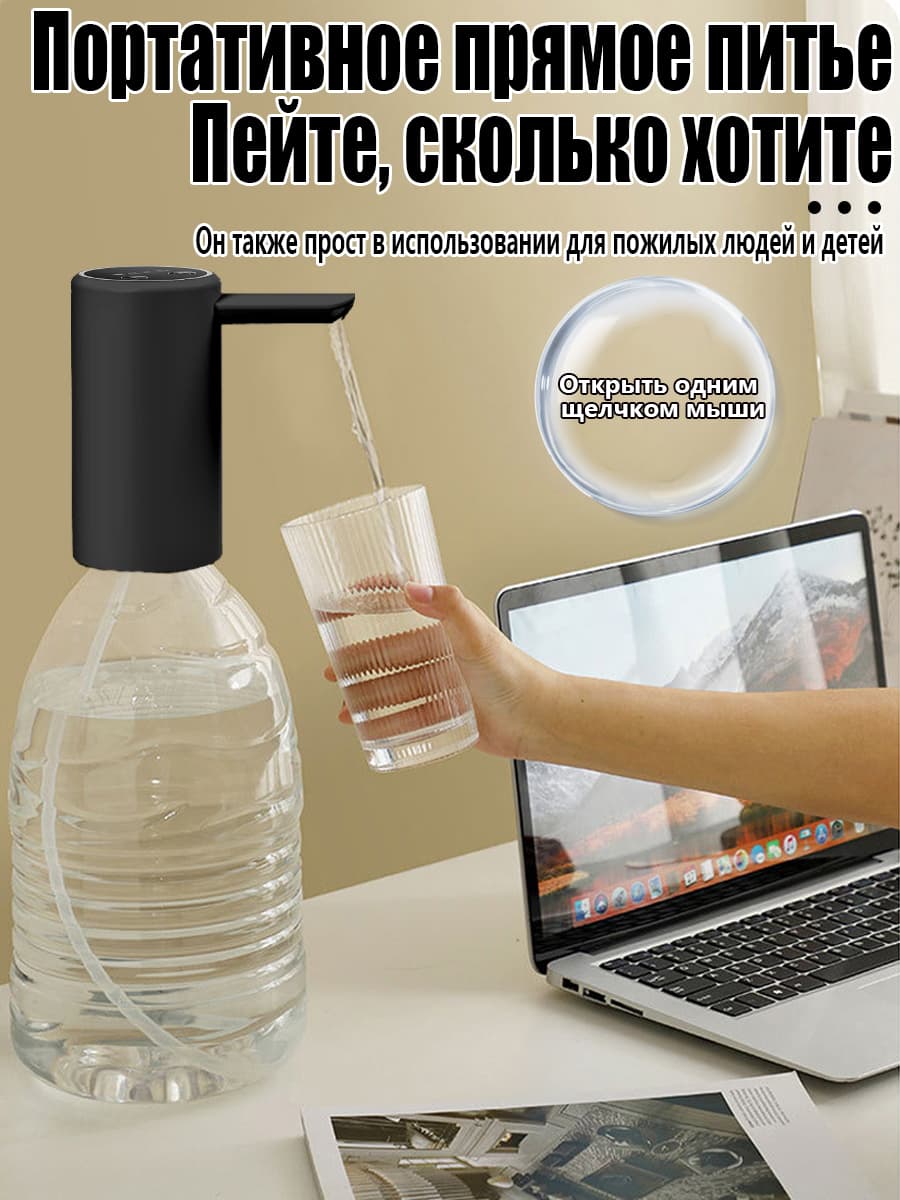 Портативное прямое питье
Пейте, сколько хотите
Он также прост в использовании для пожилых людей и детей
Открыть одним
щелчком мыши